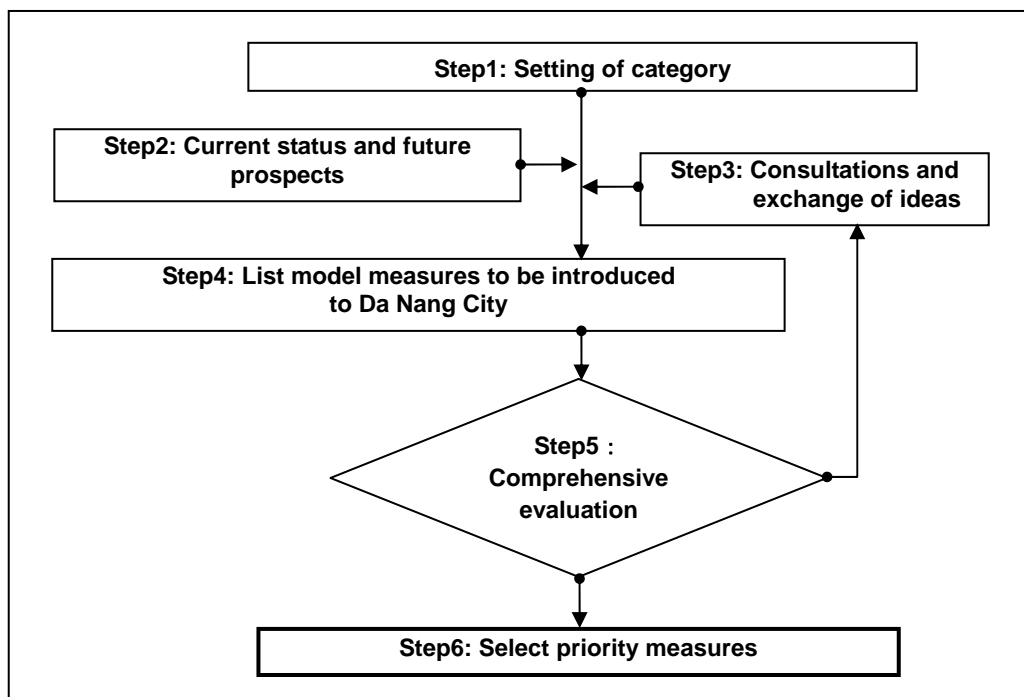 Step1: Setting of category
Step2: Current status and future
prospects
Step3: Consultations and
exchange of ideas
Step4: List model measures to be introduced
to Da Nang City
Step5：
Comprehensive
evaluation
Step6: Select priority measures